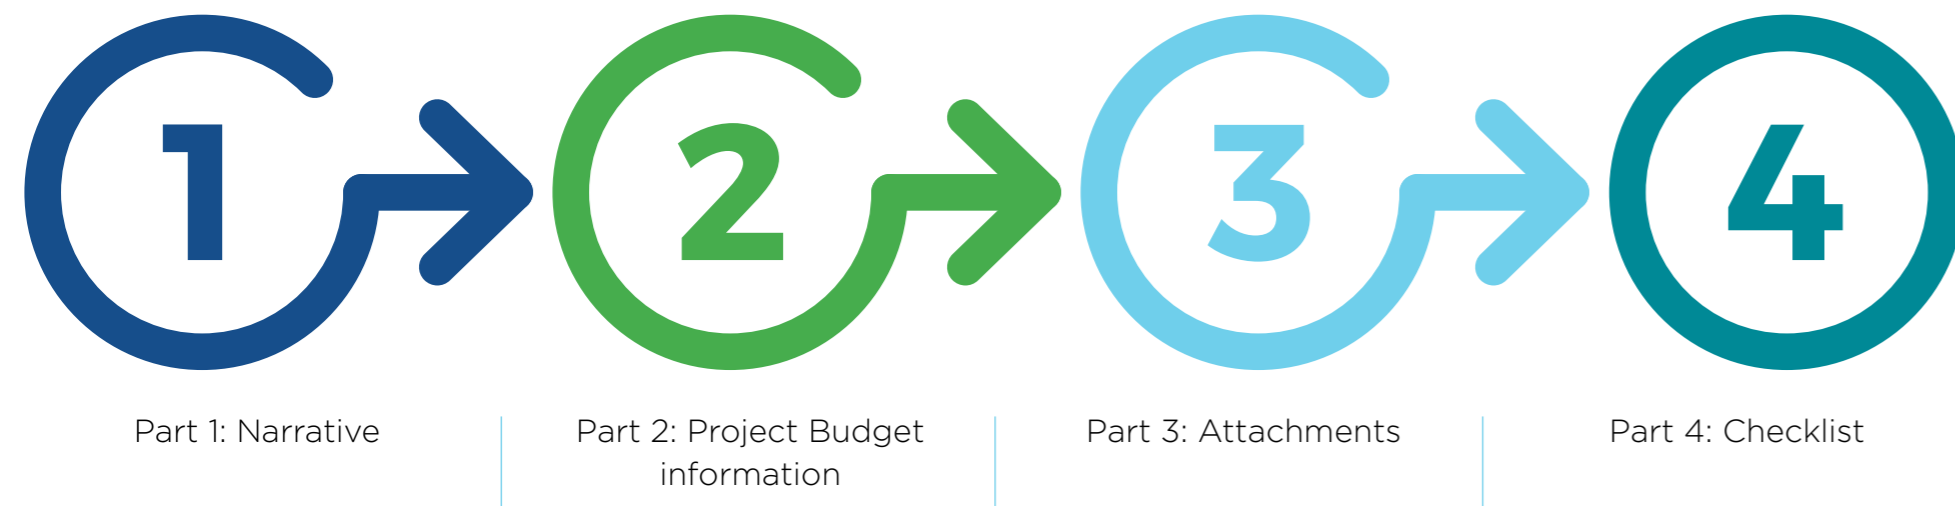 1
2
3
4
Part 1: Narrative
Part 2: Project Budget
information
Part 3: Attachments
Part 4: Checklist